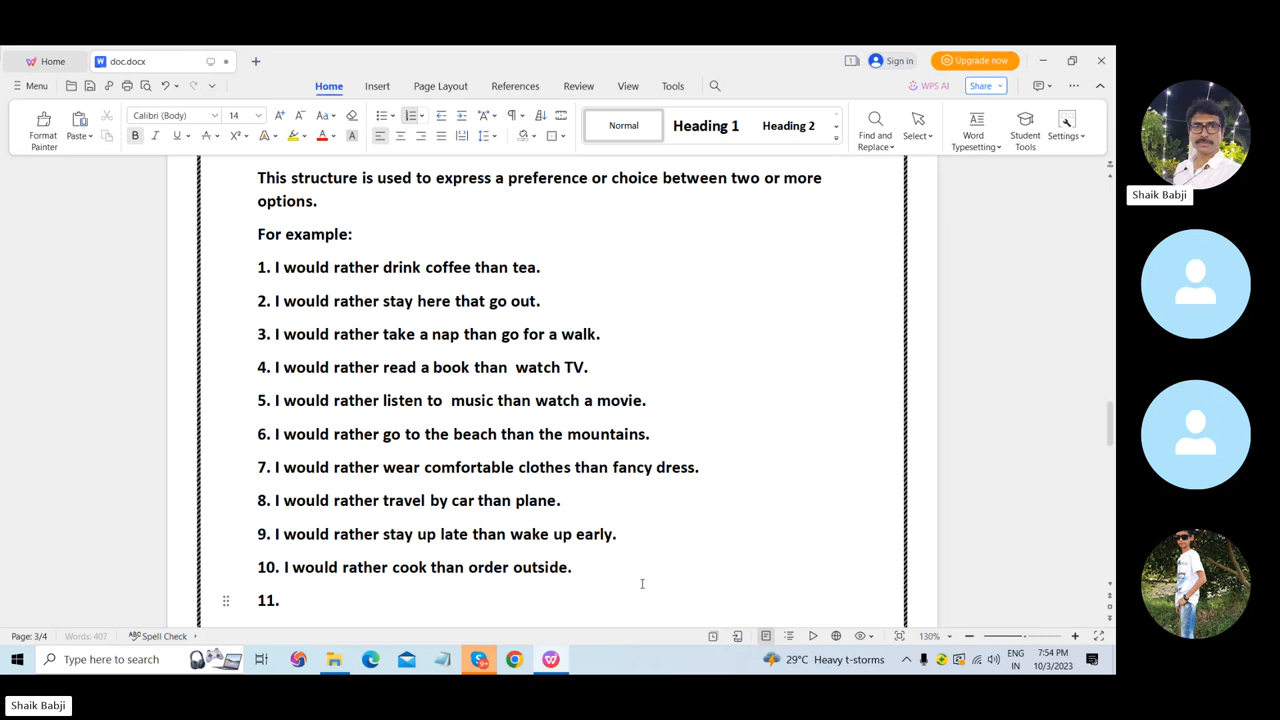 Home
doc.docx
Sign in
Upgrade now
Menu
Home
Insert
Page Layout
References
Review
View
Tools
WPS AI
Share
Format Painter
Paste
Calibri (Body)
14
Normal
Heading 1
Heading 2
Find and Replace
Select
Word Typesetting
Student Tools
Settings
This structure is used to express a preference or choice between two or more
options.
For example:
1. I would rather drink coffee than tea.
2. I would rather stay here that go out.
3. I would rather take a nap than go for a walk.
4. I would rather read a book than  watch TV.
5. I would rather listen to  music than watch a movie.
6. I would rather go to the beach than the mountains.
7. I would rather wear comfortable clothes than fancy dress.
8. I would rather travel by car than plane.
9. I would rather stay up late than wake up early.
10. I would rather cook than order outside.
11.
Page: 3/4
Words: 407
Spell Check
130%
Type here to search
29°C Heavy t-storms
ENG
IN
7:54 PM
10/3/2023
Shaik Babji
Shaik Babji